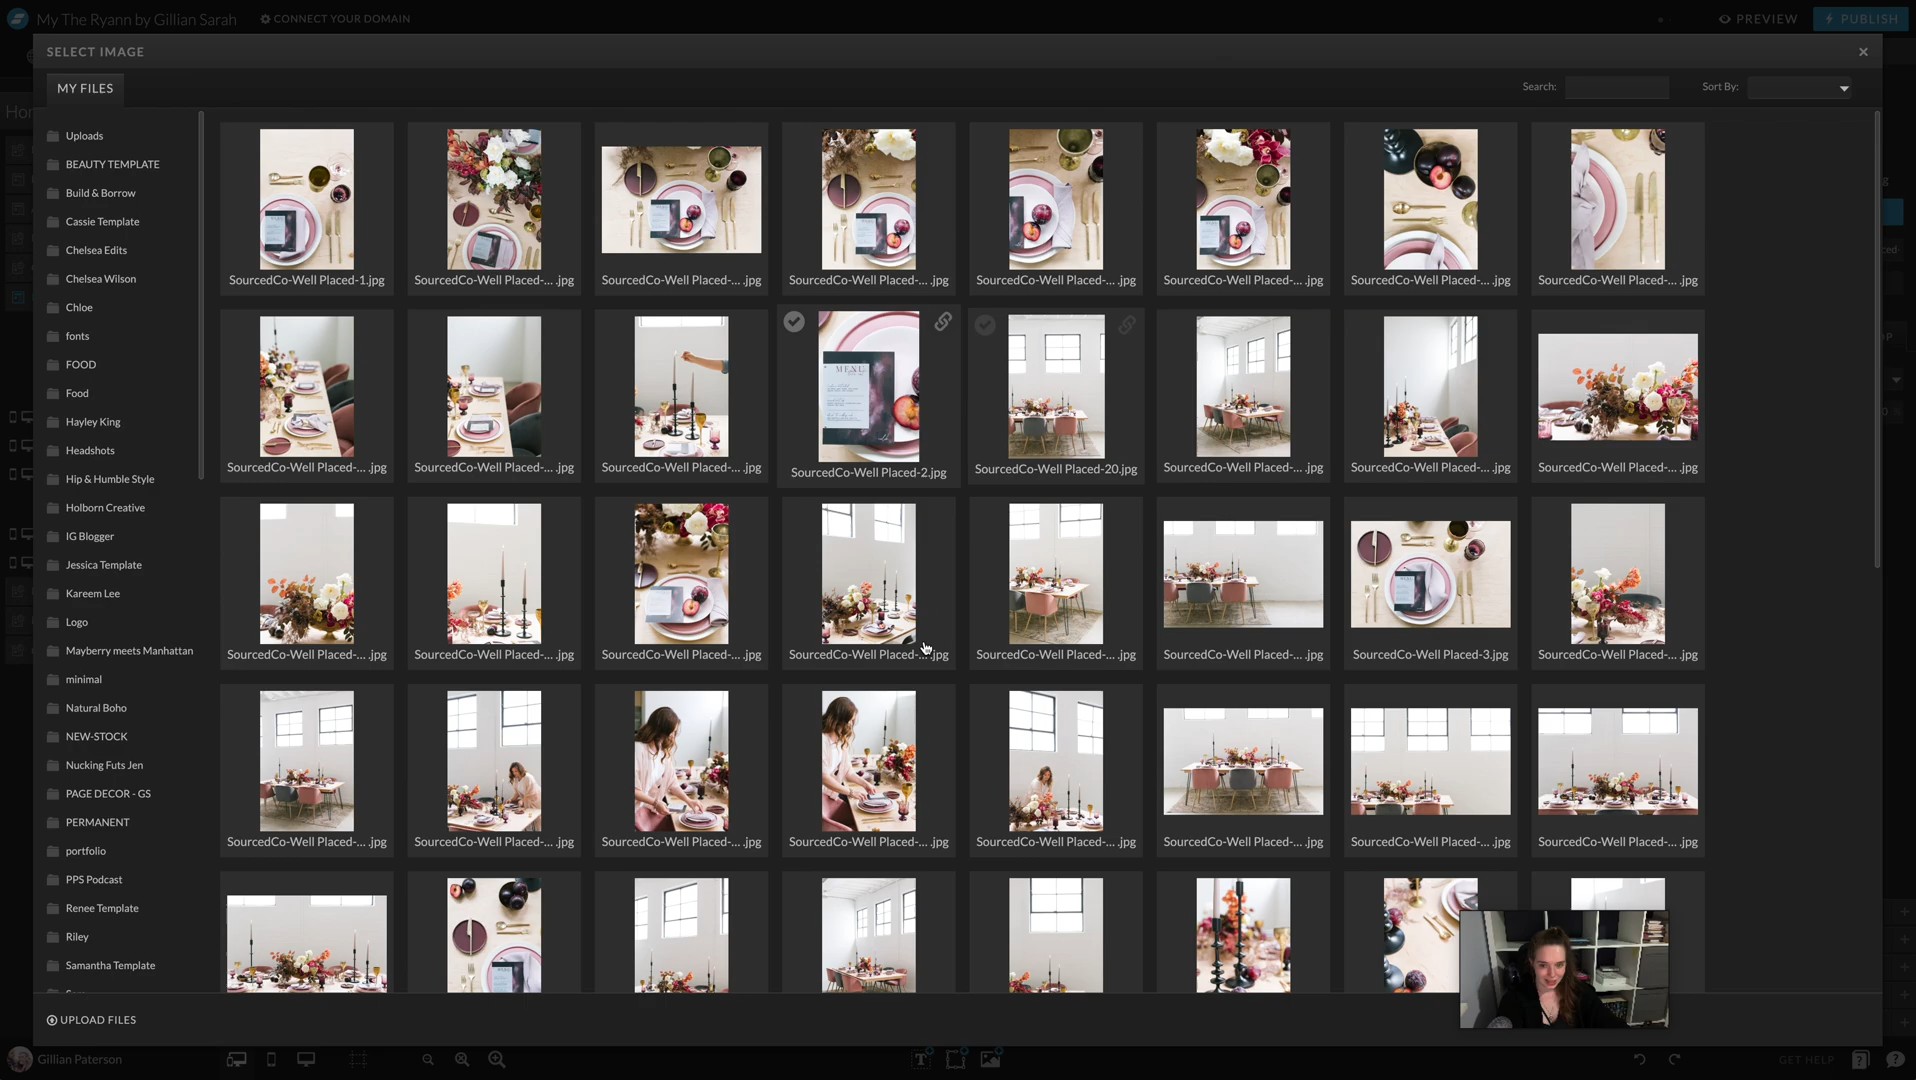 My The Ryann by Gillian Sarah
CONNECT YOUR DOMAIN
PREVIEW
PUBLISH
SELECT IMAGE
MY FILES
Search:
Sort By:
Uploads
BEAUTY TEMPLATE
Build & Borrow
Cassie Template
Chelsea Edits
Chelsea Wilson
Chloe
fonts
FOOD
Food
Hayley King
Headshots
Hip & Humble Style
Holborn Creative
IG Blogger
Jessica Template
Kareem Lee
Logo
Mayberry meets Manhattan
minimal
Natural Boho
NEW-STOCK
Nucking Futs Jen
PAGE DECOR - GS
PERMANENT
portfolio
PPS Podcast
Renee Template
Riley
Samantha Template
SourcedCo-Well Placed-1.jpg
SourcedCo-Well Placed-... .jpg
SourcedCo-Well Placed-... .jpg
SourcedCo-Well Placed-... .jpg
SourcedCo-Well Placed-... .jpg
SourcedCo-Well Placed-... .jpg
SourcedCo-Well Placed-... .jpg
SourcedCo-Well Placed-... .jpg
MENU
SourcedCo-Well Placed-... .jpg
SourcedCo-Well Placed-... .jpg
SourcedCo-Well Placed-... .jpg
SourcedCo-Well Placed-2.jpg
SourcedCo-Well Placed-20.jpg
SourcedCo-Well Placed-... .jpg
SourcedCo-Well Placed-... .jpg
SourcedCo-Well Placed-... .jpg
SourcedCo-Well Placed-... .jpg
SourcedCo-Well Placed-... .jpg
SourcedCo-Well Placed-... .jpg
SourcedCo-Well Placed-... .jpg
SourcedCo-Well Placed-... .jpg
SourcedCo-Well Placed-... .jpg
SourcedCo-Well Placed-3.jpg
SourcedCo-Well Placed-... .jpg
SourcedCo-Well Placed-... .jpg
SourcedCo-Well Placed-... .jpg
SourcedCo-Well Placed-... .jpg
SourcedCo-Well Placed-... .jpg
SourcedCo-Well Placed-... .jpg
SourcedCo-Well Placed-... .jpg
SourcedCo-Well Placed-... .jpg
SourcedCo-Well Placed-... .jpg
UPLOAD FILES
Gillian Paterson
GET HELP